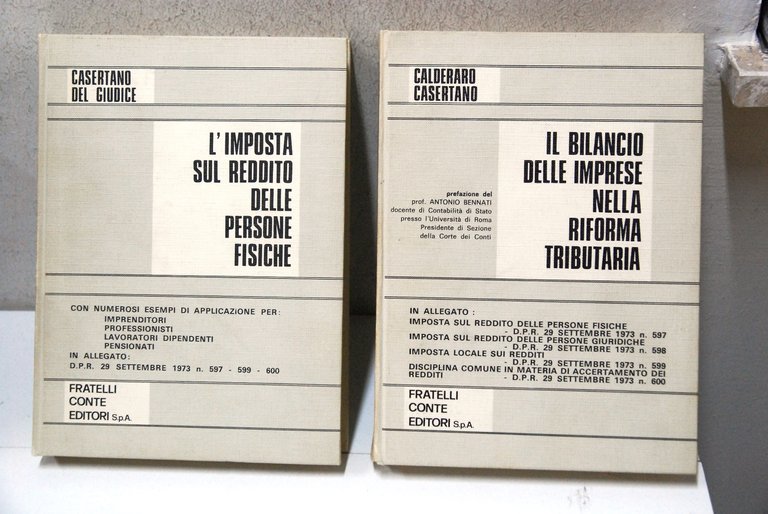 CASERTANO
DEL GIUDICE
L'IMPOSTA
SUL REDDITO
DELLE
PERSONE
FISICHE
CON NUMEROSI ESEMPI DI APPLICAZIONE PER:
IMPRENDITORI
PROFESSIONISTI
LAVORATORI DIPENDENTI
PENSIONATI
IN ALLEGATO:
D.P.R. 29 SETTEMBRE 1973 n. 597 - 599 - 600
FRATELLI
CONTE
EDITORI S.p.A.
CALDERARO
CASERTANO
IL BILANCIO
DELLE IMPRESE
NELLA
RIFORMA
TRIBUTARIA
prefazione del
prof. ANTONIO BENNATI
docente di Contabilità di Stato
presso l'Università di Roma
Presidente di Sezione
della Corte dei Conti
IN ALLEGATO :
IMPOSTA SUL REDDITO DELLE PERSONE FISICHE
- D.P.R. 29 SETTEMBRE 1973 n. 597
IMPOSTA SUL REDDITO DELLE PERSONE GIURIDICHE
- D.P.R. 29 SETTEMBRE 1973 n. 598
IMPOSTA LOCALE SUI REDDITI
- D.P.R. 29 SETTEMBRE 1973 n. 599
DISCIPLINA COMUNE IN MATERIA DI ACCERTAMENTO DEI
REDDITI - D.P.R. 29 SETTEMBRE 1973 n. 600
FRATELLI
CONTE
EDITORI S.p.A.